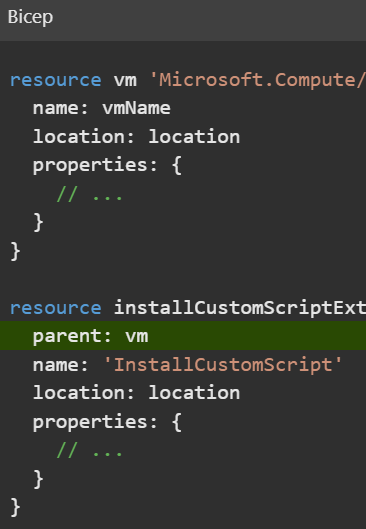 Bicep
resource vm 'Microsoft.Compute/
name: vmName
location: location
properties: {
// ...
}
}
resource installCustomScriptExt
parent: vm
name: 'InstallCustomScript'
location: location
properties: {
// ...
}
}